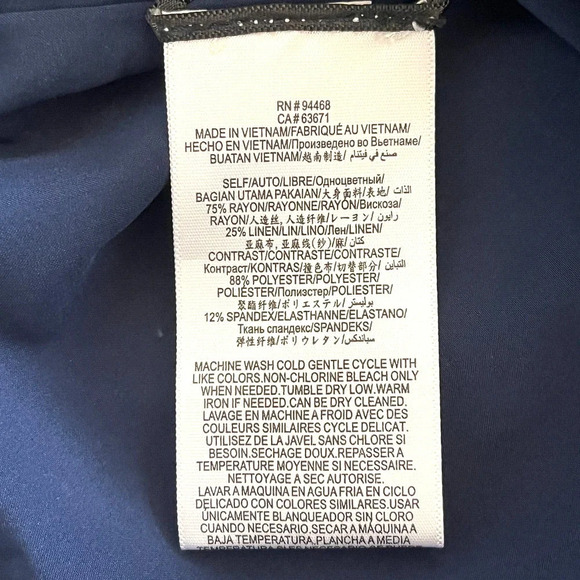 RN # 94468
CA # 63671
MADE IN VIETNAM/FABRIQUÉ AU VIETNAM/
HECHO EN VIETNAM/Произведено во Вьетнаме/
BUATAN VIETNAM/越南制造/ صنع في فيتنام
SELF/AUTO/LIBRE/Одноцветный/
BAGIAN UTAMA PAKAIAN/大身面料/表地/ الذات
75% RAYON/RAYONNE/RAYÓN/Вискоза/
RAYON/人造丝, 人造纤维/レーヨン/ رايون
25% LINEN/LIN/LINO/Лен/LINEN/
亚麻布, 亚麻线(纱)/麻/ كتان
CONTRAST/CONTRASTE/CONTRASTE/
Контраст/KONTRAS/撞色布/切替部分/ التباين
88% POLYESTER/POLYESTER/
POLIÉSTER/Полиэстер/POLYESTER/
聚酯纤维/ポリエステル/ بوليستر
12% SPANDEX/ELASTHANNE/ELASTANO/
Ткань спандекс/SPANDEKS/
弹性纤维/ポリウレタン/ سباندكس
MACHINE WASH COLD GENTLE CYCLE WITH
LIKE COLORS.NON-CHLORINE BLEACH ONLY
WHEN NEEDED.TUMBLE DRY LOW.WARM
IRON IF NEEDED.CAN BE DRY CLEANED.
LAVAGE EN MACHINE A FROID AVEC DES
COULEURS SIMILAIRES CYCLE DELICAT.
UTILISEZ DE LA JAVEL SANS CHLORE SI
BESOIN.SECHAGE DOUX.REPASSER A
TEMPERATURE MOYENNE SI NECESSAIRE.
NETTOYAGE A SEC AUTORISE.
LAVAR A MAQUINA EN AGUA FRIA EN CICLO
DELICADO CON COLORES SIMILARES.USAR
ÚNICAMENTE BLANQUEADOR SIN CLORO
CUANDO NECESARIO.SECAR A MÁQUINA A
BAJA TEMPERATURA.PLANCHA A MEDIA